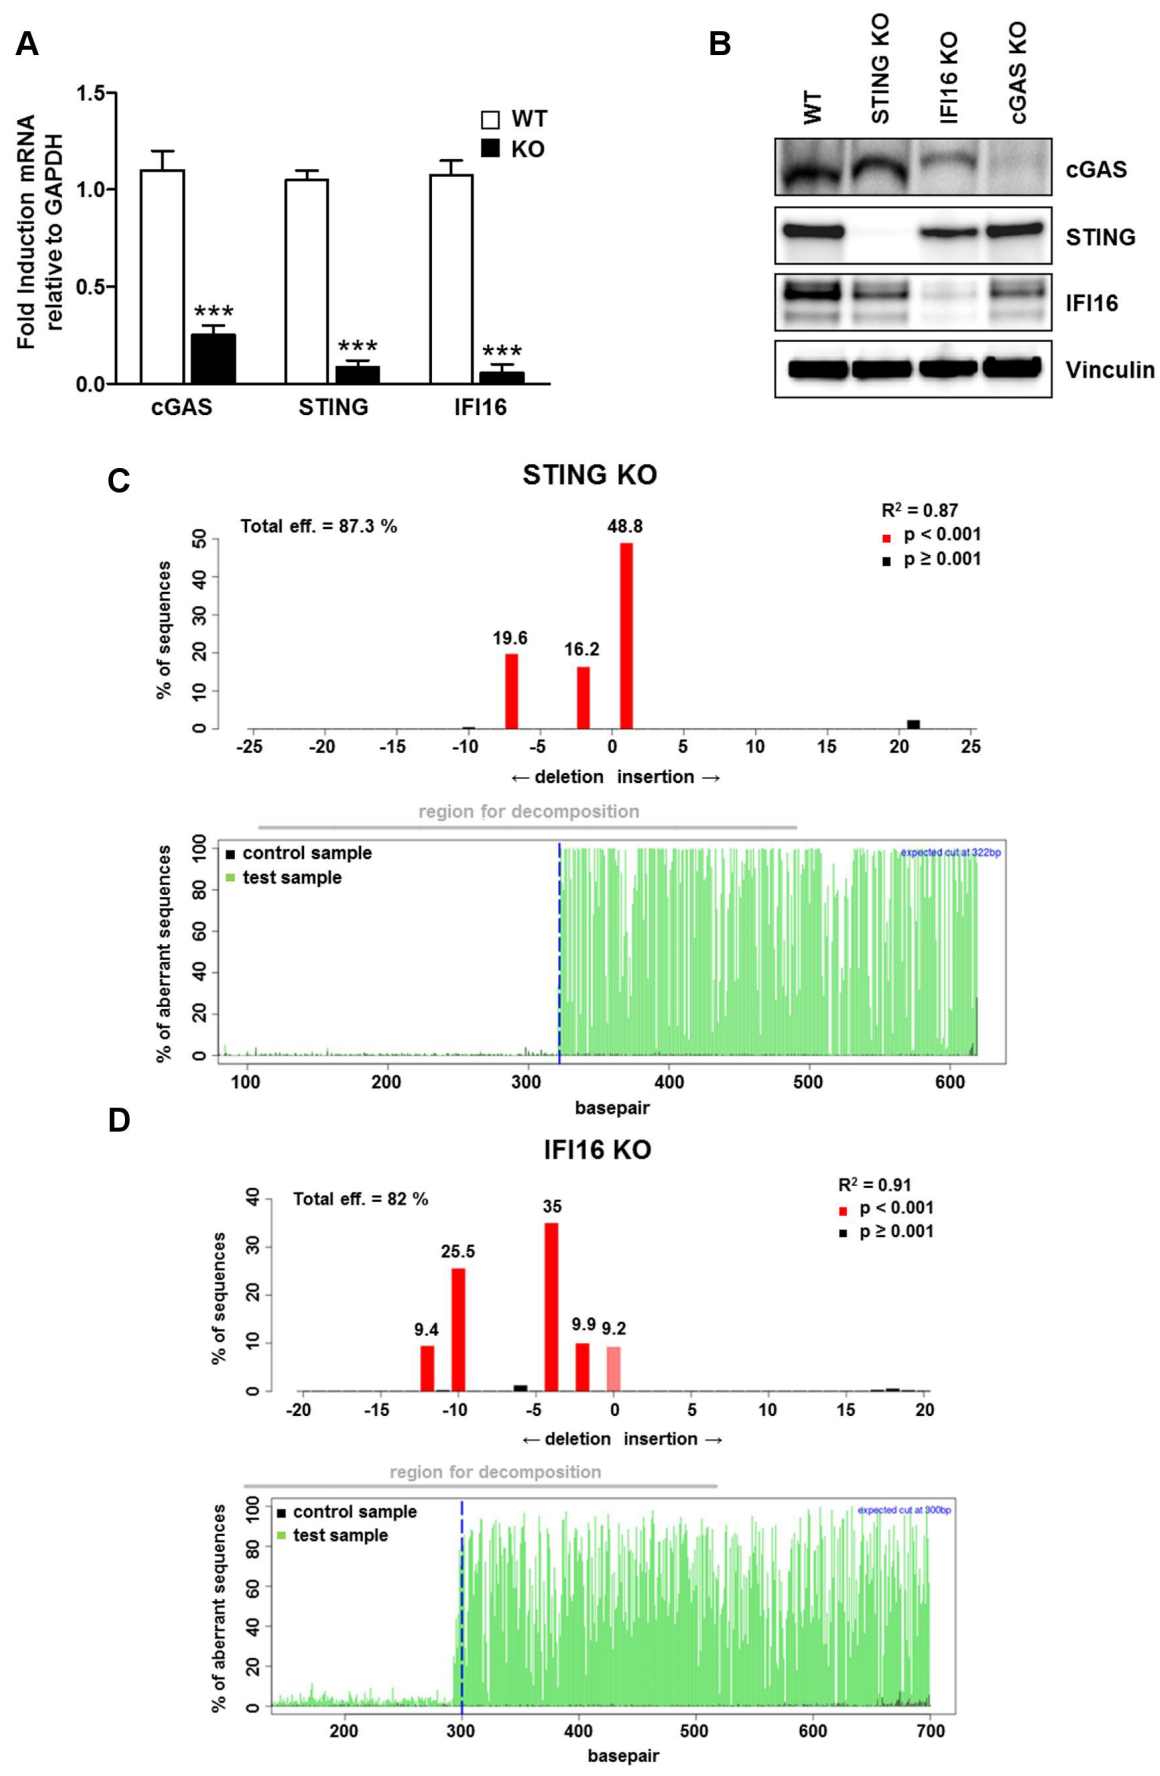 A
Fold Induction mRNA
relative to GAPDH
1.5
1.0
0.5
0.0
WT
KO
***
***
***
cGAS
STING
IFI16
B
WT
STING KO
IFI16 KO
cGAS KO
cGAS
STING
IFI16
Vinculin
C
STING KO
Total eff. = 87.3 %
R² = 0.87
p < 0.001
p ≥ 0.001
% of sequences
50
40
30
20
10
0
19.6
16.2
48.8
-25 -20 -15 -10 -5 0 5 10 15 20 25
← deletion insertion →
region for decomposition
control sample
test sample
expected cut at 322bp
% of aberrant sequences
100
80
60
40
20
0
100 200 300 400 500 600
basepair
D
IFI16 KO
Total eff. = 82 %
R² = 0.91
p < 0.001
p ≥ 0.001
% of sequences
40
30
20
10
0
9.4
25.5
35
9.9
9.2
-20 -15 -10 -5 0 5 10 15 20
← deletion insertion →
region for decomposition
control sample
test sample
expected cut at 300bp
% of aberrant sequences
100
80
60
40
20
0
200 300 400 500 600 700
basepair